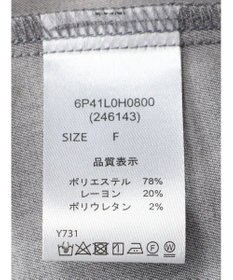 6P41L0H0800
(246143)
SIZE F
品質表示
ポリエステル 78%
レーヨン 20%
ポリウレタン 2%
Y731